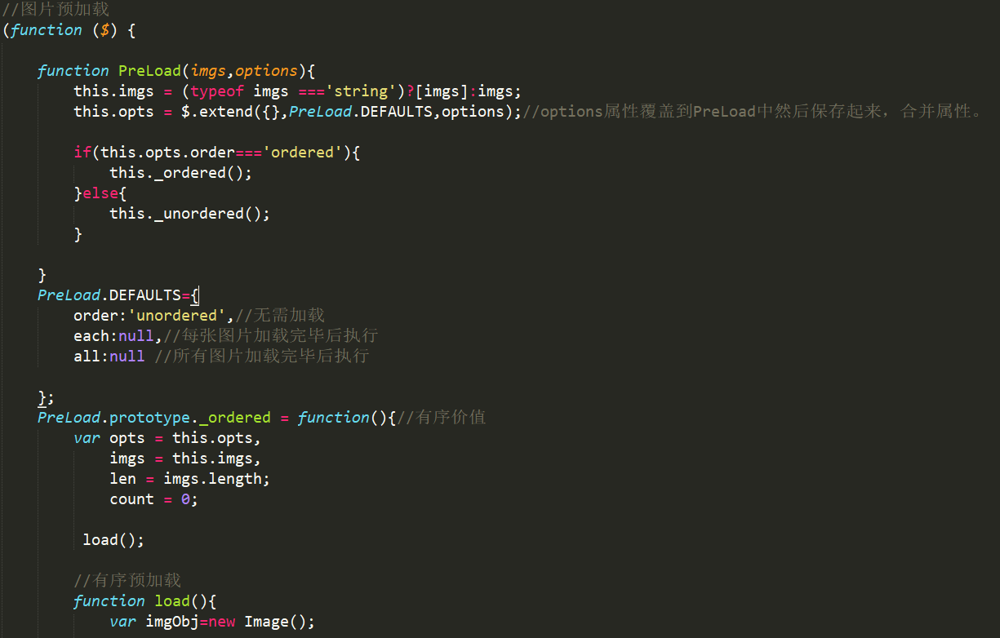 //图片预加载
(function ($) {
function PreLoad(imgs,options){
this.imgs = (typeof imgs ==='string')?[imgs]:imgs;
this.opts = $.extend({},PreLoad.DEFAULTS,options);//options属性覆盖到PreLoad中然后保存起来，合并属性。
if(this.opts.order==='ordered'){
this._ordered();
}else{
this._unordered();
}
}
PreLoad.DEFAULTS={
order:'unordered',//无需加载
each:null,//每张图片加载完毕后执行
all:null //所有图片加载完毕后执行
};
PreLoad.prototype._ordered = function(){//有序价值
var opts = this.opts,
imgs = this.imgs,
len = imgs.length;
count = 0;
load();
//有序预加载
function load(){
var imgObj=new Image();